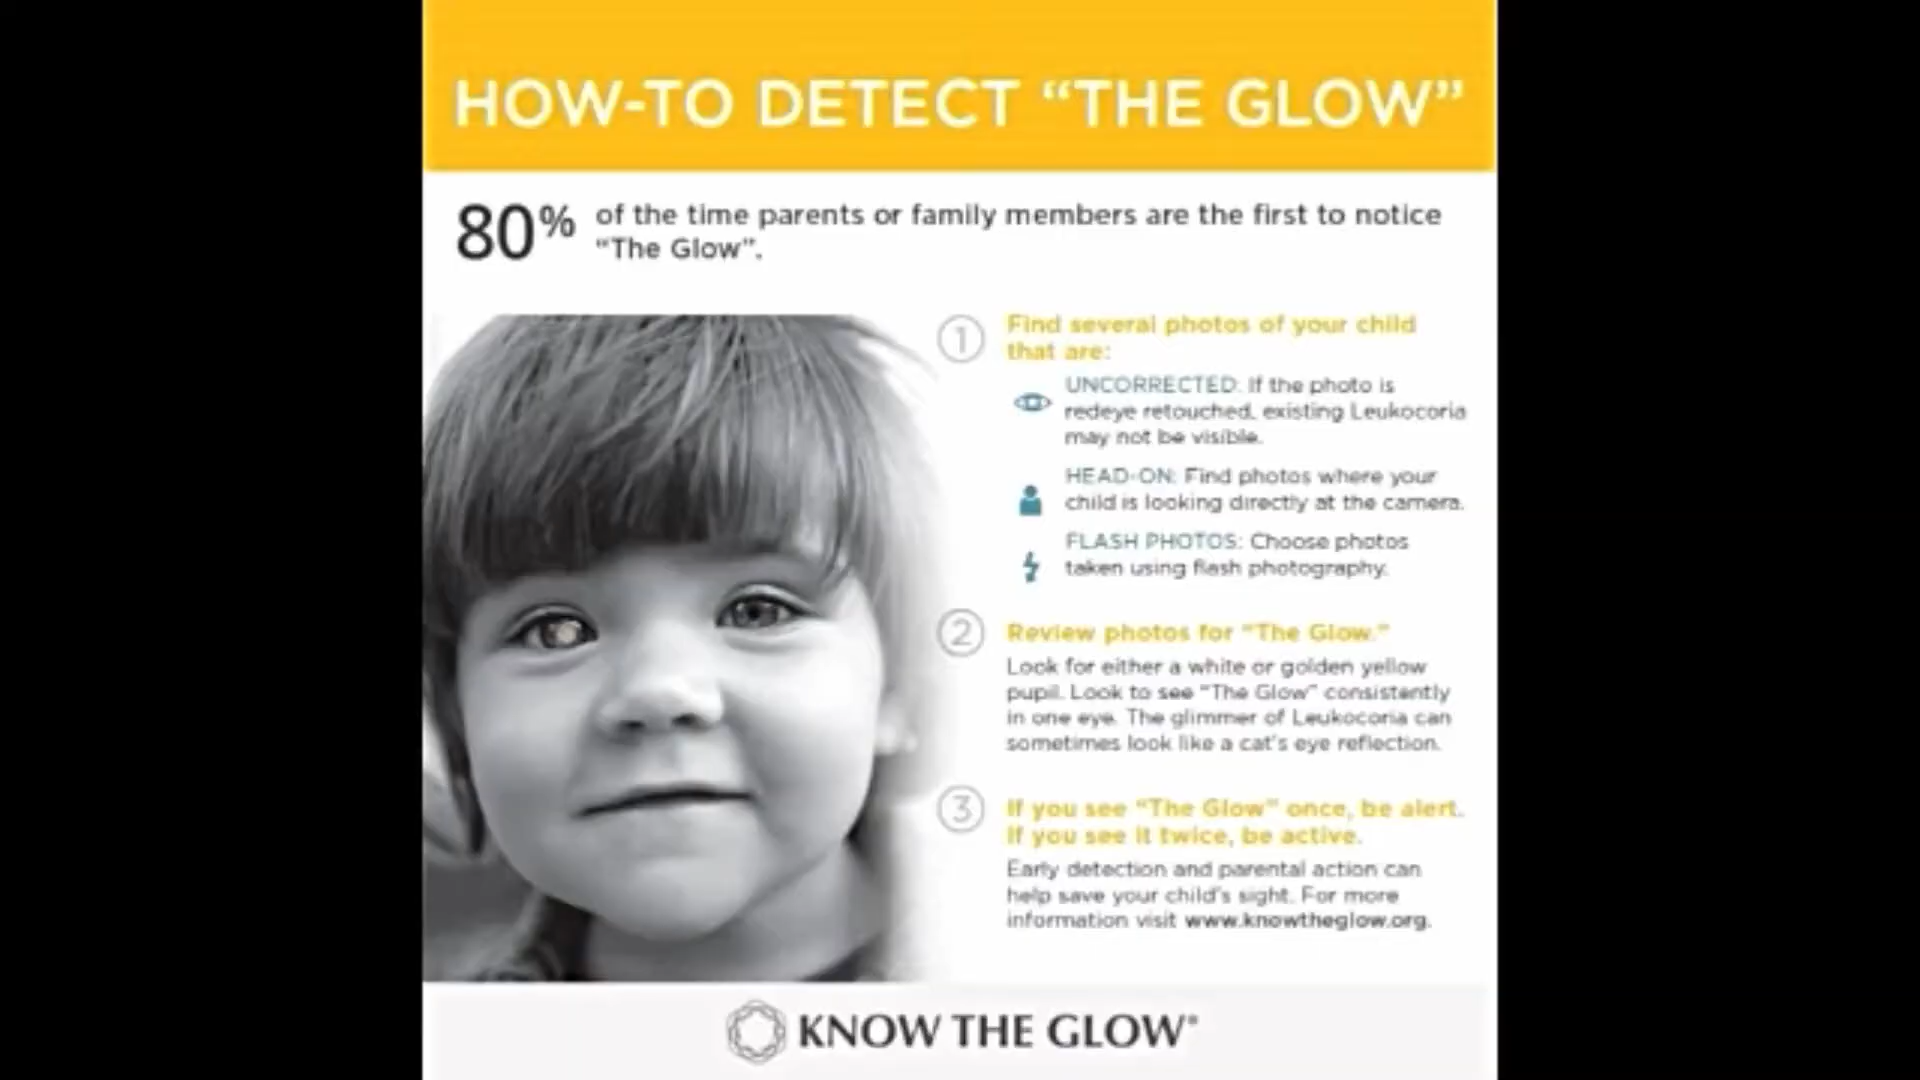 HOW-TO DETECT “THE GLOW”
80% of the time parents or family members are the first to notice
“The Glow”.
1 Find several photos of your child
that are:
UNCORRECTED: If the photo is
redeye retouched, existing Leukocoria
may not be visible.
HEAD-ON: Find photos where your
child is looking directly at the camera.
FLASH PHOTOS: Choose photos
taken using flash photography.
2 Review photos for “The Glow.”
Look for either a white or golden yellow
pupil. Look to see “The Glow” consistently
in one eye. The glimmer of Leukocoria can
sometimes look like a cat’s eye reflection.
3 If you see “The Glow” once, be alert.
If you see it twice, be active.
Early detection and parental action can
help save your child’s sight. For more
information visit www.knowtheglow.org.
KNOW THE GLOW®